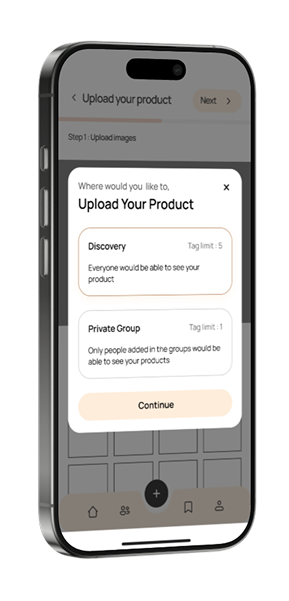 Upload your product
Next
Step 1 : Upload images
Where would you like to,
Upload Your Product
Discovery
Tag limit : 5
Everyone would be able to see your
product
Private Group
Tag limit : 1
Only people added in the groups would be
able to see your products
Continue